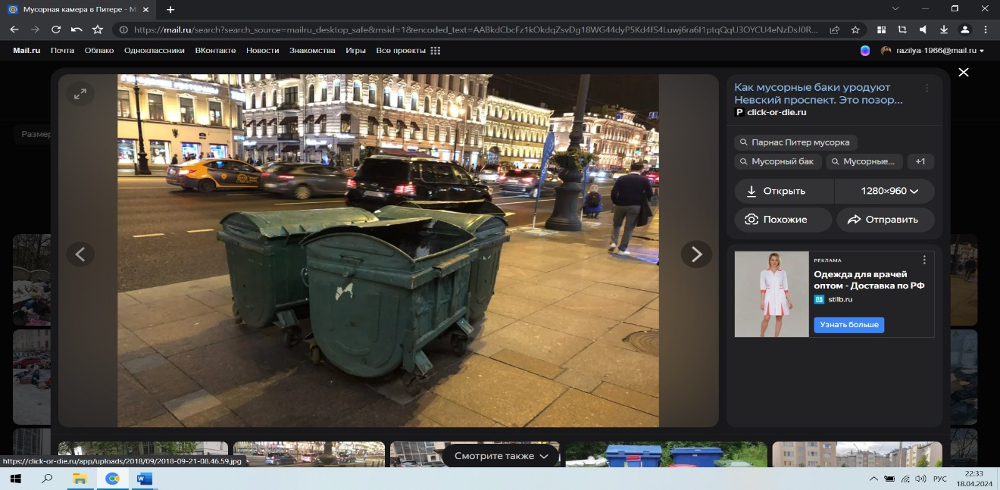 Мусорная камера в Питере - М
https://mail.ru/search?search_source=mailru_desktop_safe&msid=1&encoded_text=
Mail.ru Почта Облако Одноклассники ВКонтакте Новости Знакомства Игры Все проекты
razilya-1966@mail.ru
Размер
Как мусорные баки уродуют
Невский проспект. Это позор...
P click-or-die.ru
Парнас Питер мусорка
Мусорный бак Мусорные... +1
Открыть 1280×960
Похожие Отправить
РЕКЛАМА
Одежда для врачей
оптом - Доставка по РФ
stilb.ru
Узнать больше
Смотрите также
https://click-or-die.ru/app/uploads/2018/09/2018-09-21-08.46.59.jpg
РУС
22:33
18.04.2024